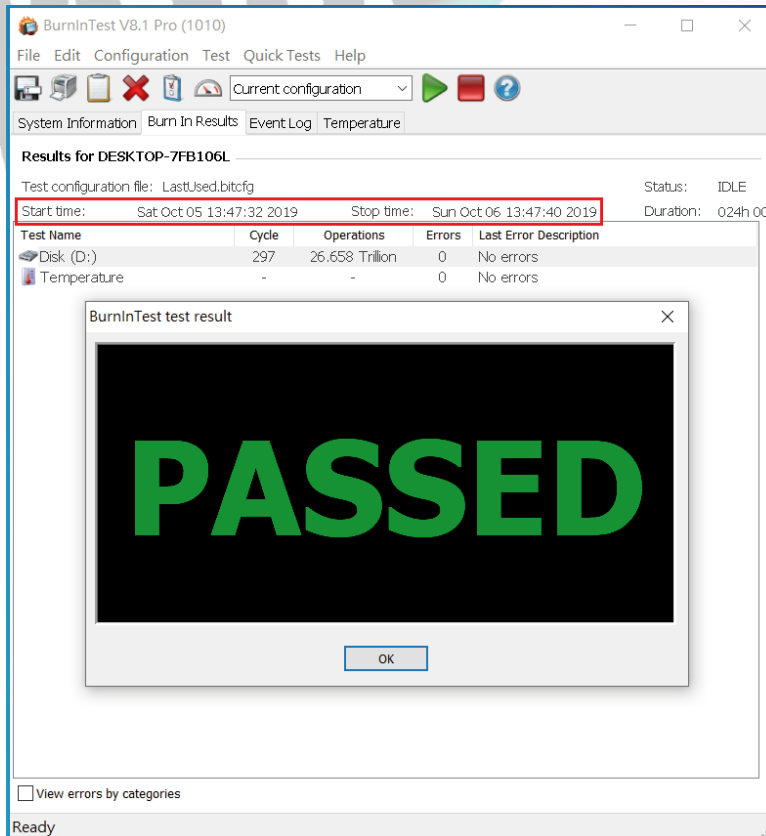 BurnInTest V8.1 Pro (1010)
File Edit Configuration Test Quick Tests Help
Current configuration
System Information Burn In Results Event Log Temperature
Results for DESKTOP-7FB106L
Test configuration file: LastUsed.bitcfg Status: IDLE
Start time: Sat Oct 05 13:47:32 2019 Stop time: Sun Oct 06 13:47:40 2019 Duration: 024h 00
Test Name Cycle Operations Errors Last Error Description
Disk (D:) 297 26.658 Trillion 0 No errors
Temperature - - 0 No errors
BurnInTest test result
PASSED
OK
View errors by categories
Ready